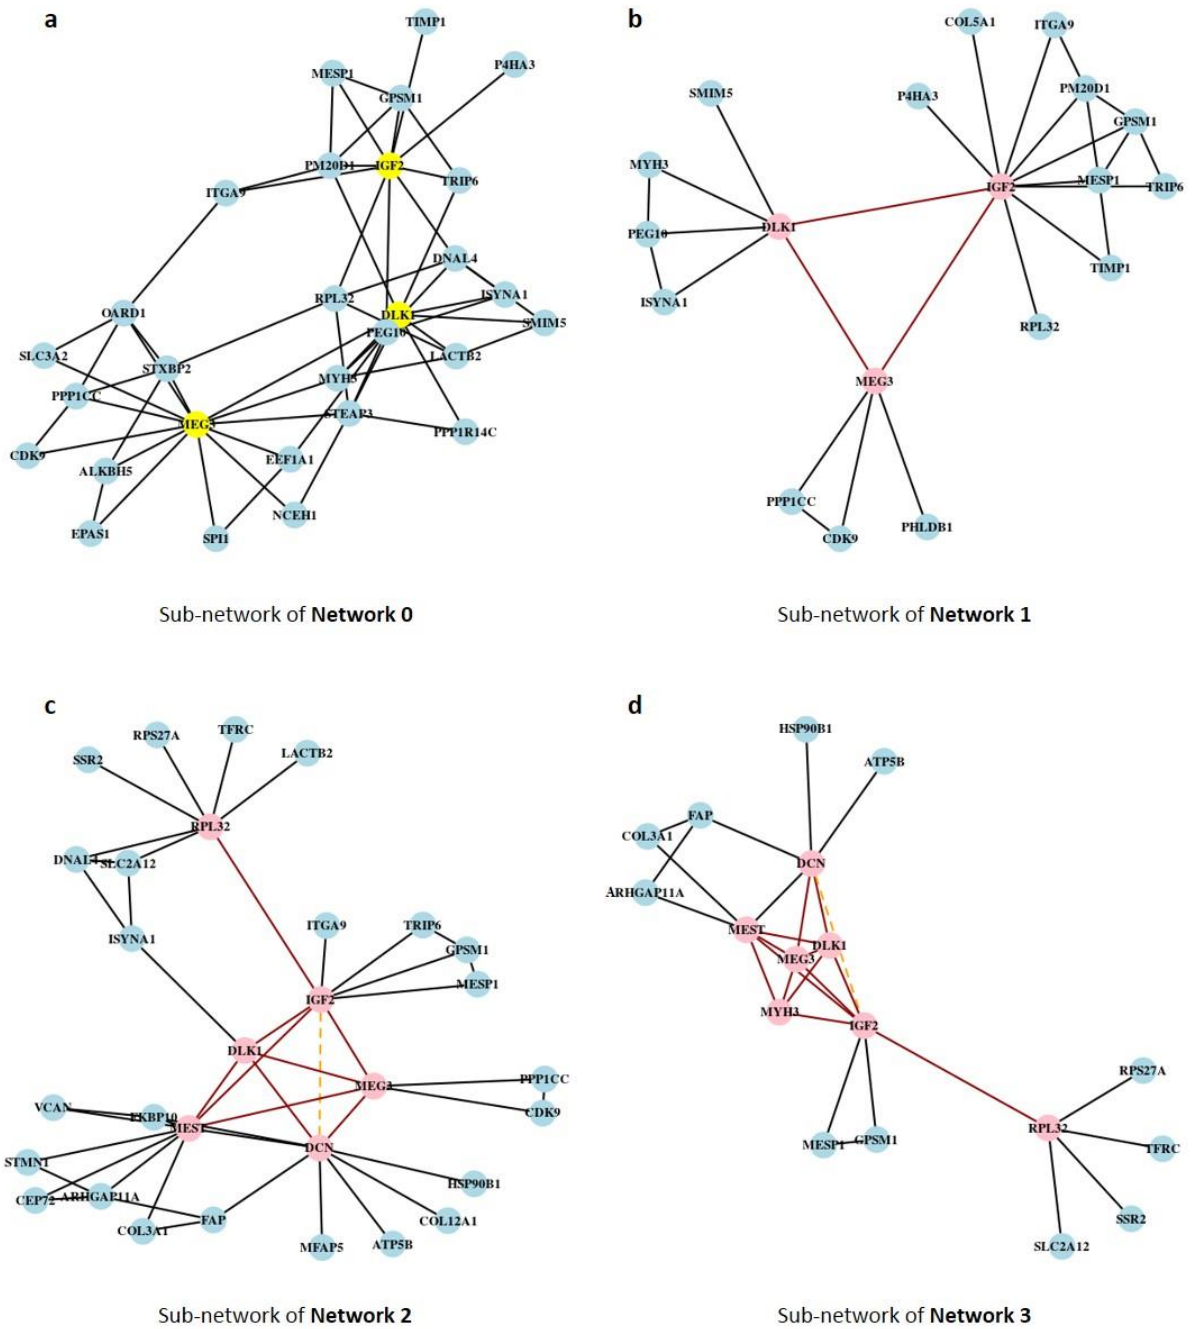 a
TIMP1
P4HA3
MESP1
GPSM1
PM20D1
IGF2
TRIP6
ITGA9
DNAL4
ISYNA1
RPL32
DLK1
SMIM5
PEG10
OARD1
SLC3A2
STXBP2
LACTB2
MYH3
PPP1CC
STEAP3
MEG3
PPP1R14C
CDK9
EEF1A1
ALKBH5
NCEH1
EPAS1
SPI1
Sub-network of Network 0
b
COL5A1
ITGA9
SMIM5
P4HA3
PM20D1
GPSM1
MYH3
IGF2
MESP1
TRIP6
PEG10
DLK1
TIMP1
ISYNA1
RPL32
MEG3
PPP1CC
CDK9
PHLDB1
Sub-network of Network 1
c
RPS27A
TFRC
SSR2
LACTB2
RPL32
DNAL4
SLC2A12
ISYNA1
ITGA9
TRIP6
GPSM1
MESP1
IGF2
DLK1
MEG3
PPP1CC
CDK9
VCAN
FKBP10
MEST
DCN
STMN1
CEP72
ARHGAP11A
HSP90B1
COL3A1
FAP
COL12A1
MFAP5
ATP5B
Sub-network of Network 2
d
HSP90B1
ATP5B
FAP
COL3A1
DCN
ARHGAP11A
MEST
DLK1
MEG3
MYH3
IGF2
RPS27A
MESP1
GPSM1
RPL32
TFRC
SSR2
SLC2A12
Sub-network of Network 3